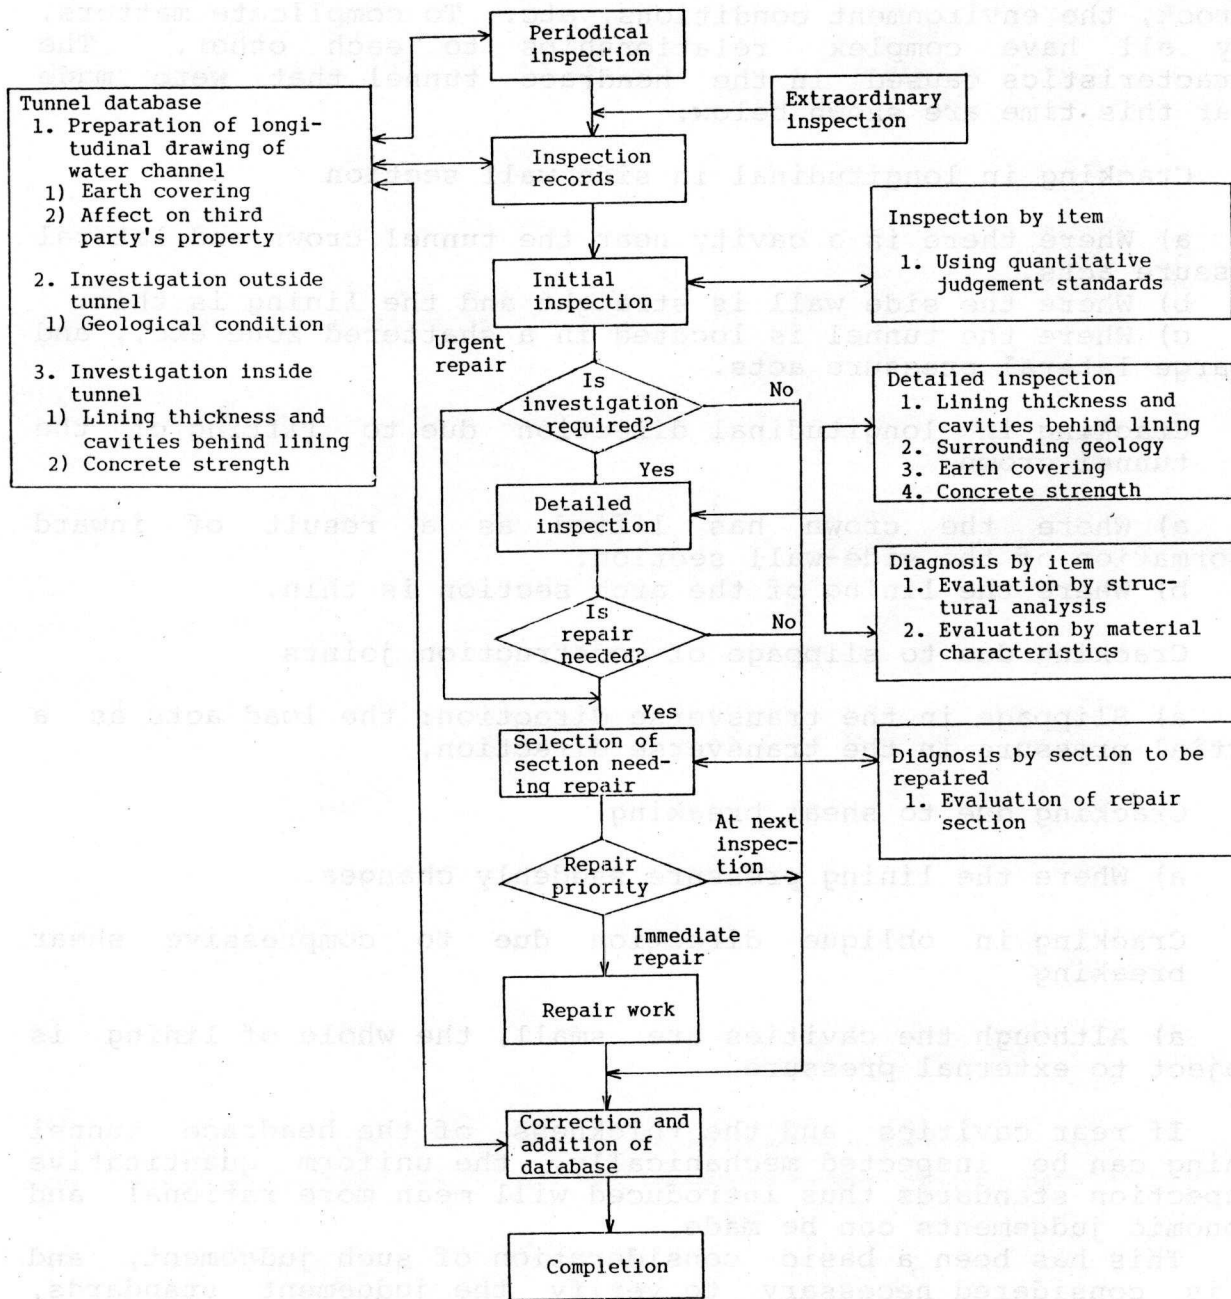 Periodical
inspection
Extraordinary
inspection
Tunnel database
1. Preparation of longi-
tudinal drawing of
water channel
1) Earth covering
2) Affect on third
party's property
2. Investigation outside
tunnel
1) Geological condition
3. Investigation inside
tunnel
1) Lining thickness and
cavities behind lining
2) Concrete strength
Inspection
records
Initial
inspection
Inspection by item
1. Using quantitative
judgement standards
Urgent
repair
Is
investigation
required?
No
Yes
Detailed inspection
1. Lining thickness and
cavities behind lining
2. Surrounding geology
3. Earth covering
4. Concrete strength
Detailed
inspection
Diagnosis by item
1. Evaluation by struc-
tural analysis
2. Evaluation by material
characteristics
Is
repair
needed?
No
Yes
Selection of
section need-
ing repair
Diagnosis by section to be
repaired
1. Evaluation of repair
section
At next
inspec-
tion
Repair
priority
Immediate
repair
Repair work
Correction and
addition of
database
Completion